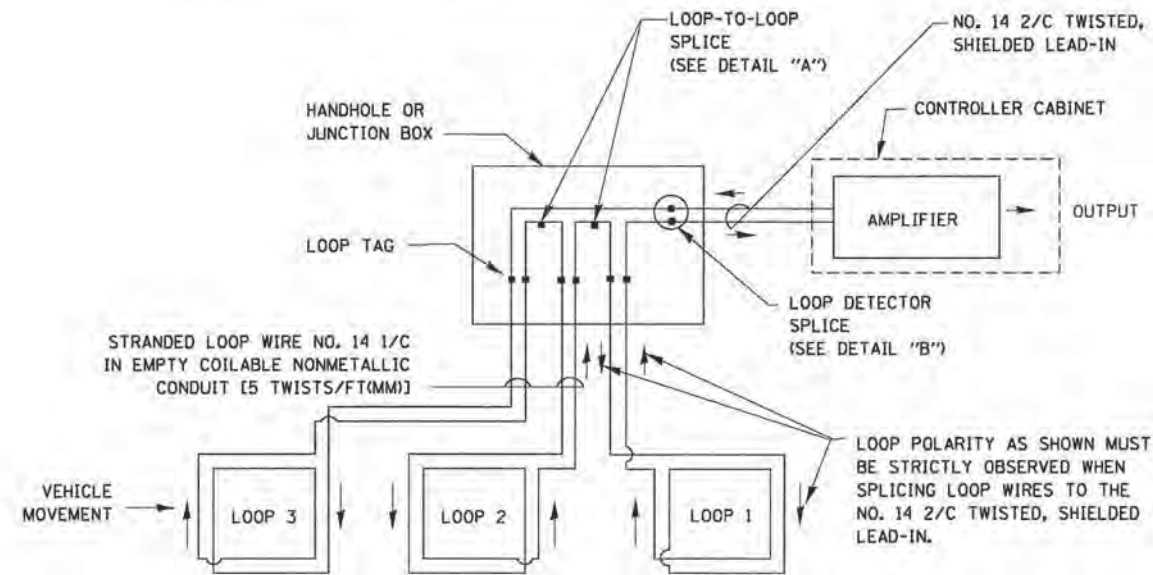 LOOP-TO-LOOP
SPLICE
(SEE DETAIL "A")
NO. 14 2/C TWISTED,
SHIELDED LEAD-IN
HANDHOLE OR
JUNCTION BOX
CONTROLLER CABINET
AMPLIFIER
OUTPUT
LOOP TAG
LOOP DETECTOR
SPLICE
(SEE DETAIL "B")
STRANDED LOOP WIRE NO. 14 1/C
IN EMPTY COILABLE NONMETALLIC
CONDUIT [5 TWISTS/FT(MM)]
VEHICLE
MOVEMENT
LOOP 3
LOOP 2
LOOP 1
LOOP POLARITY AS SHOWN MUST
BE STRICTLY OBSERVED WHEN
SPLICING LOOP WIRES TO THE
NO. 14 2/C TWISTED, SHIELDED
LEAD-IN.